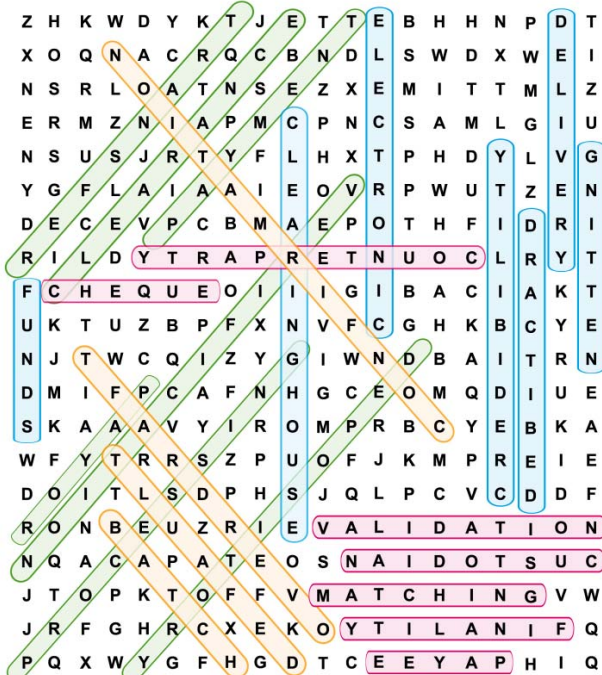 Z H K W D Y K T J E T T E B H H N P D T
X O Q N A C R Q C B N D L S W D X W E I
N S R L O A T N S E Z X E M I T T M L Z
E R M Z N I A P M C P N C S A M L G I U
N S U S J R T Y F L H X T P H D Y L V G
Y G F L A I A A I E O V R P W U T Z E N
D E C E V P C B M A E P O T H F I D R I
R I L D Y T R A P R E T N U O C L R Y T
F C H E Q U E O I I I G I B A C I A K T
U K T U Z B P F X N V F C G H K B C Y E
N J T W C Q I Z Y G I W N D B A I T R N
D M I F P C A F N H G C E O M Q D I U E
S K A A A V Y I R O M P R B C Y E B K A
W F Y T R R S Z P U O F J K M P R E I E
D O I T L S D P H S J Q L P C V C D D F
R O N B E U Z R I E V A L I D A T I O N
N Q A C A P A T E O S N A I D O T S U C
J T O P K T O F F V M A T C H I N G V W
J R F G H R C X E K O Y T I L A N I F Q
P Q X W Y G F H G D T C E E Y A P H I Q